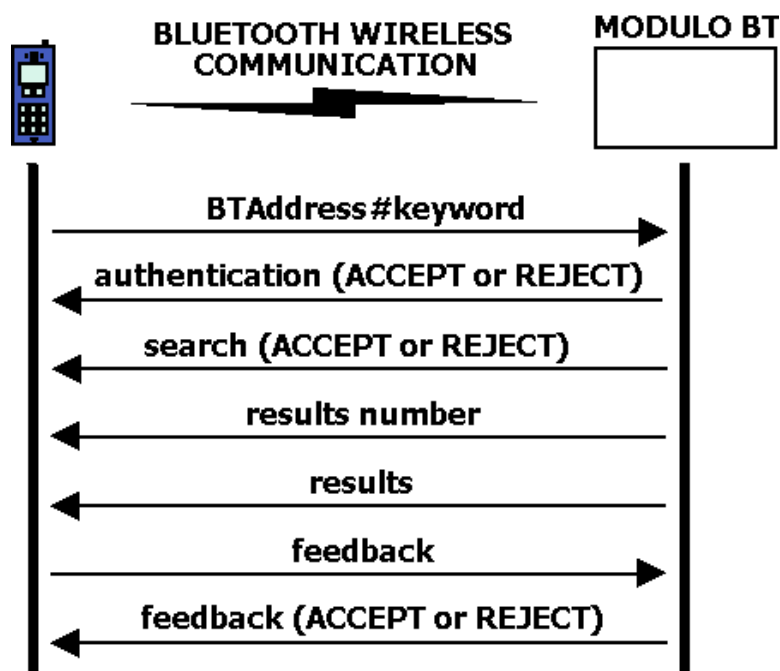 BLUETOOTH WIRELESS
COMMUNICATION
MODULO BT
BTAddress#keyword
authentication (ACCEPT or REJECT)
search (ACCEPT or REJECT)
results number
results
feedback
feedback (ACCEPT or REJECT)